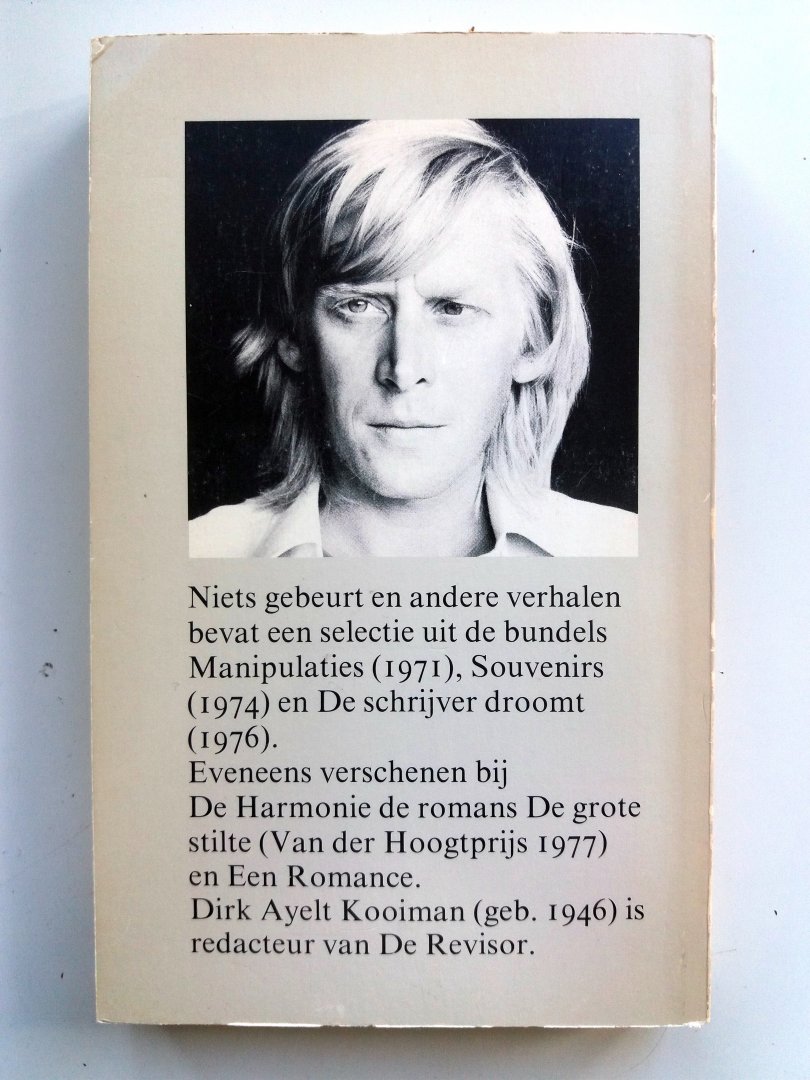 Niets gebeurt en andere verhalen
bevat een selectie uit de bundels
Manipulaties (1971), Souvenirs
(1974) en De schrijver droomt
(1976).
Eveneens verschenen bij
De Harmonie de romans De grote
stilte (Van der Hoogtprijs 1977)
en Een Romance.
Dirk Ayelt Kooiman (geb. 1946) is
redacteur van De Revisor.